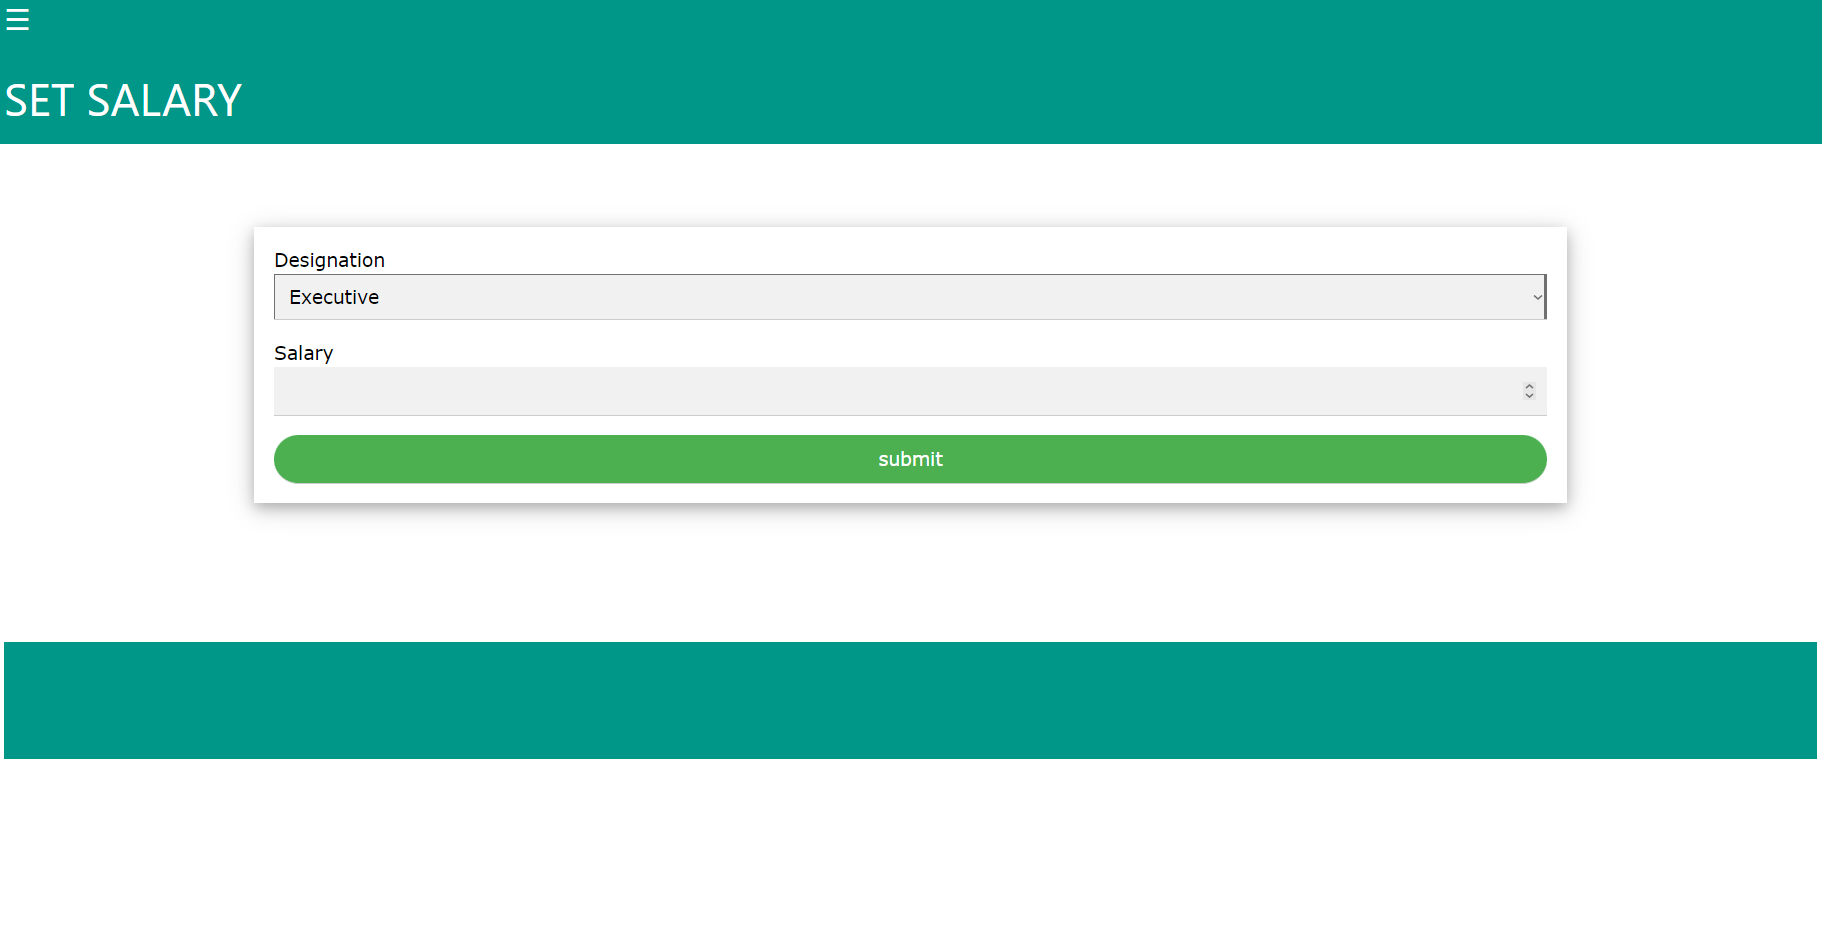 ☰
SET SALARY
Designation
Executive
Salary
submit